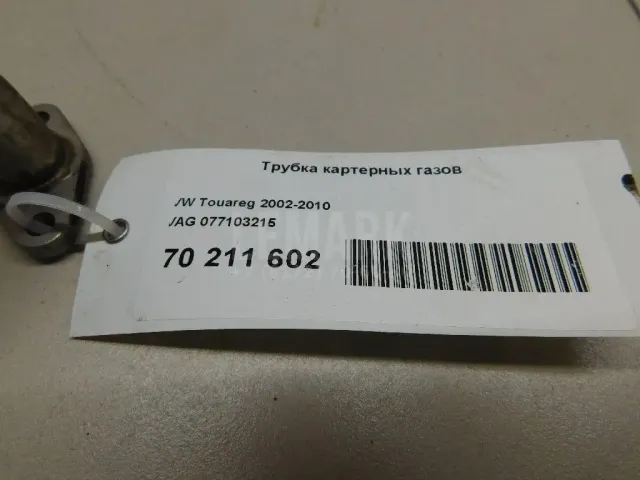 Трубка картерных газов
/W Touareg 2002-2010
/AG 077103215
70 211 602